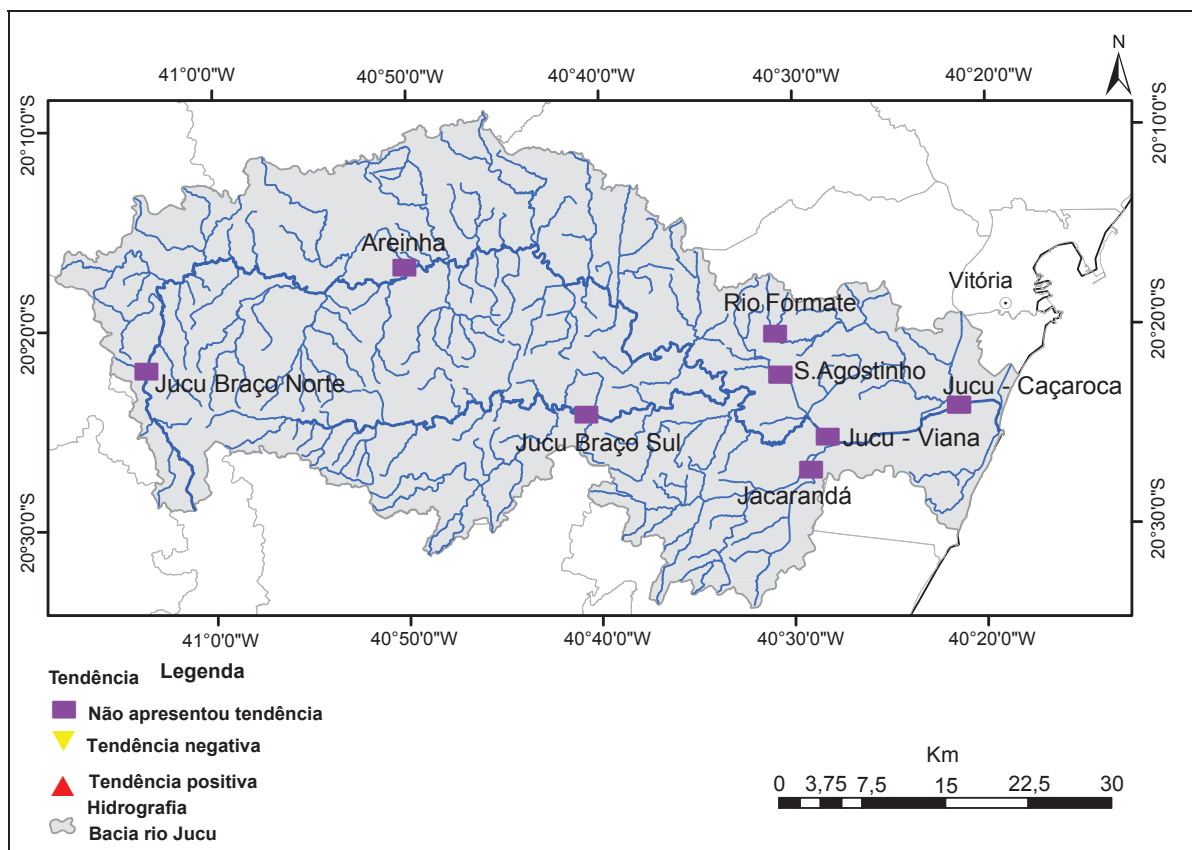 N
41°0'0"W 40°50'0"W 40°40'0"W 40°30'0"W 40°20'0"W
20°10'0"S 20°10'0"S
Areinha
Vitória
Rio Formate
20°20'0"S 20°20'0"S
Jucu Braço Norte
S.Agostinho
Jucu - Caçaroca
Jucu Braço Sul
Jucu - Viana
Jacarandá
20°30'0"S 20°30'0"S
41°0'0"W 40°50'0"W 40°40'0"W 40°30'0"W 40°20'0"W
Tendência Legenda
Não apresentou tendência
Tendência negativa
Tendência positiva
Hidrografia
Bacia rio Jucu
Km
0 3,75 7,5 15 22,5 30